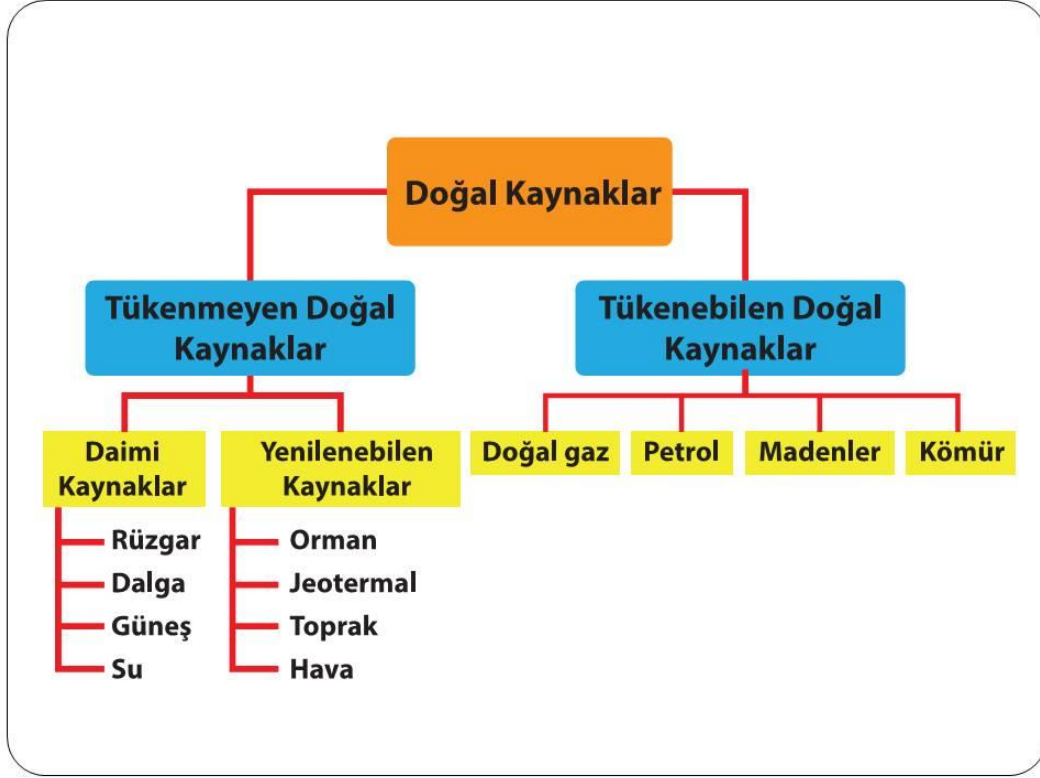 Doğal Kaynaklar
Tükenmeyen Doğal
Kaynaklar
Tükenebilen Doğal
Kaynaklar
Daimi
Kaynaklar
Yenilenebilen
Kaynaklar
Doğal gaz
Petrol
Madenler
Kömür
Rüzgar
Dalga
Güneş
Su
Orman
Jeotermal
Toprak
Hava